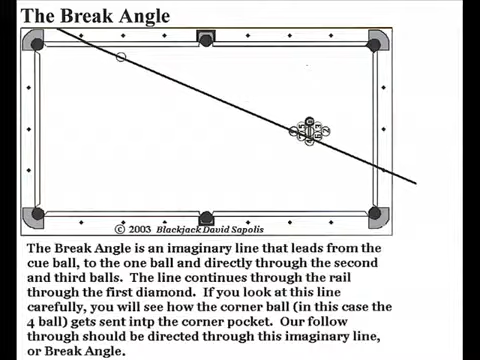 The Break Angle
© 2003 Blackjack David Sapolis
The Break Angle is an imaginary line that leads from the
cue ball, to the one ball and directly through the second
and third balls. The line continues through the rail
through the first diamond. If you look at this line
carefully, you will see how the corner ball (in this case the
4 ball) gets sent intp the corner pocket. Our follow
through should be directed through this imaginary line,
or Break Angle.